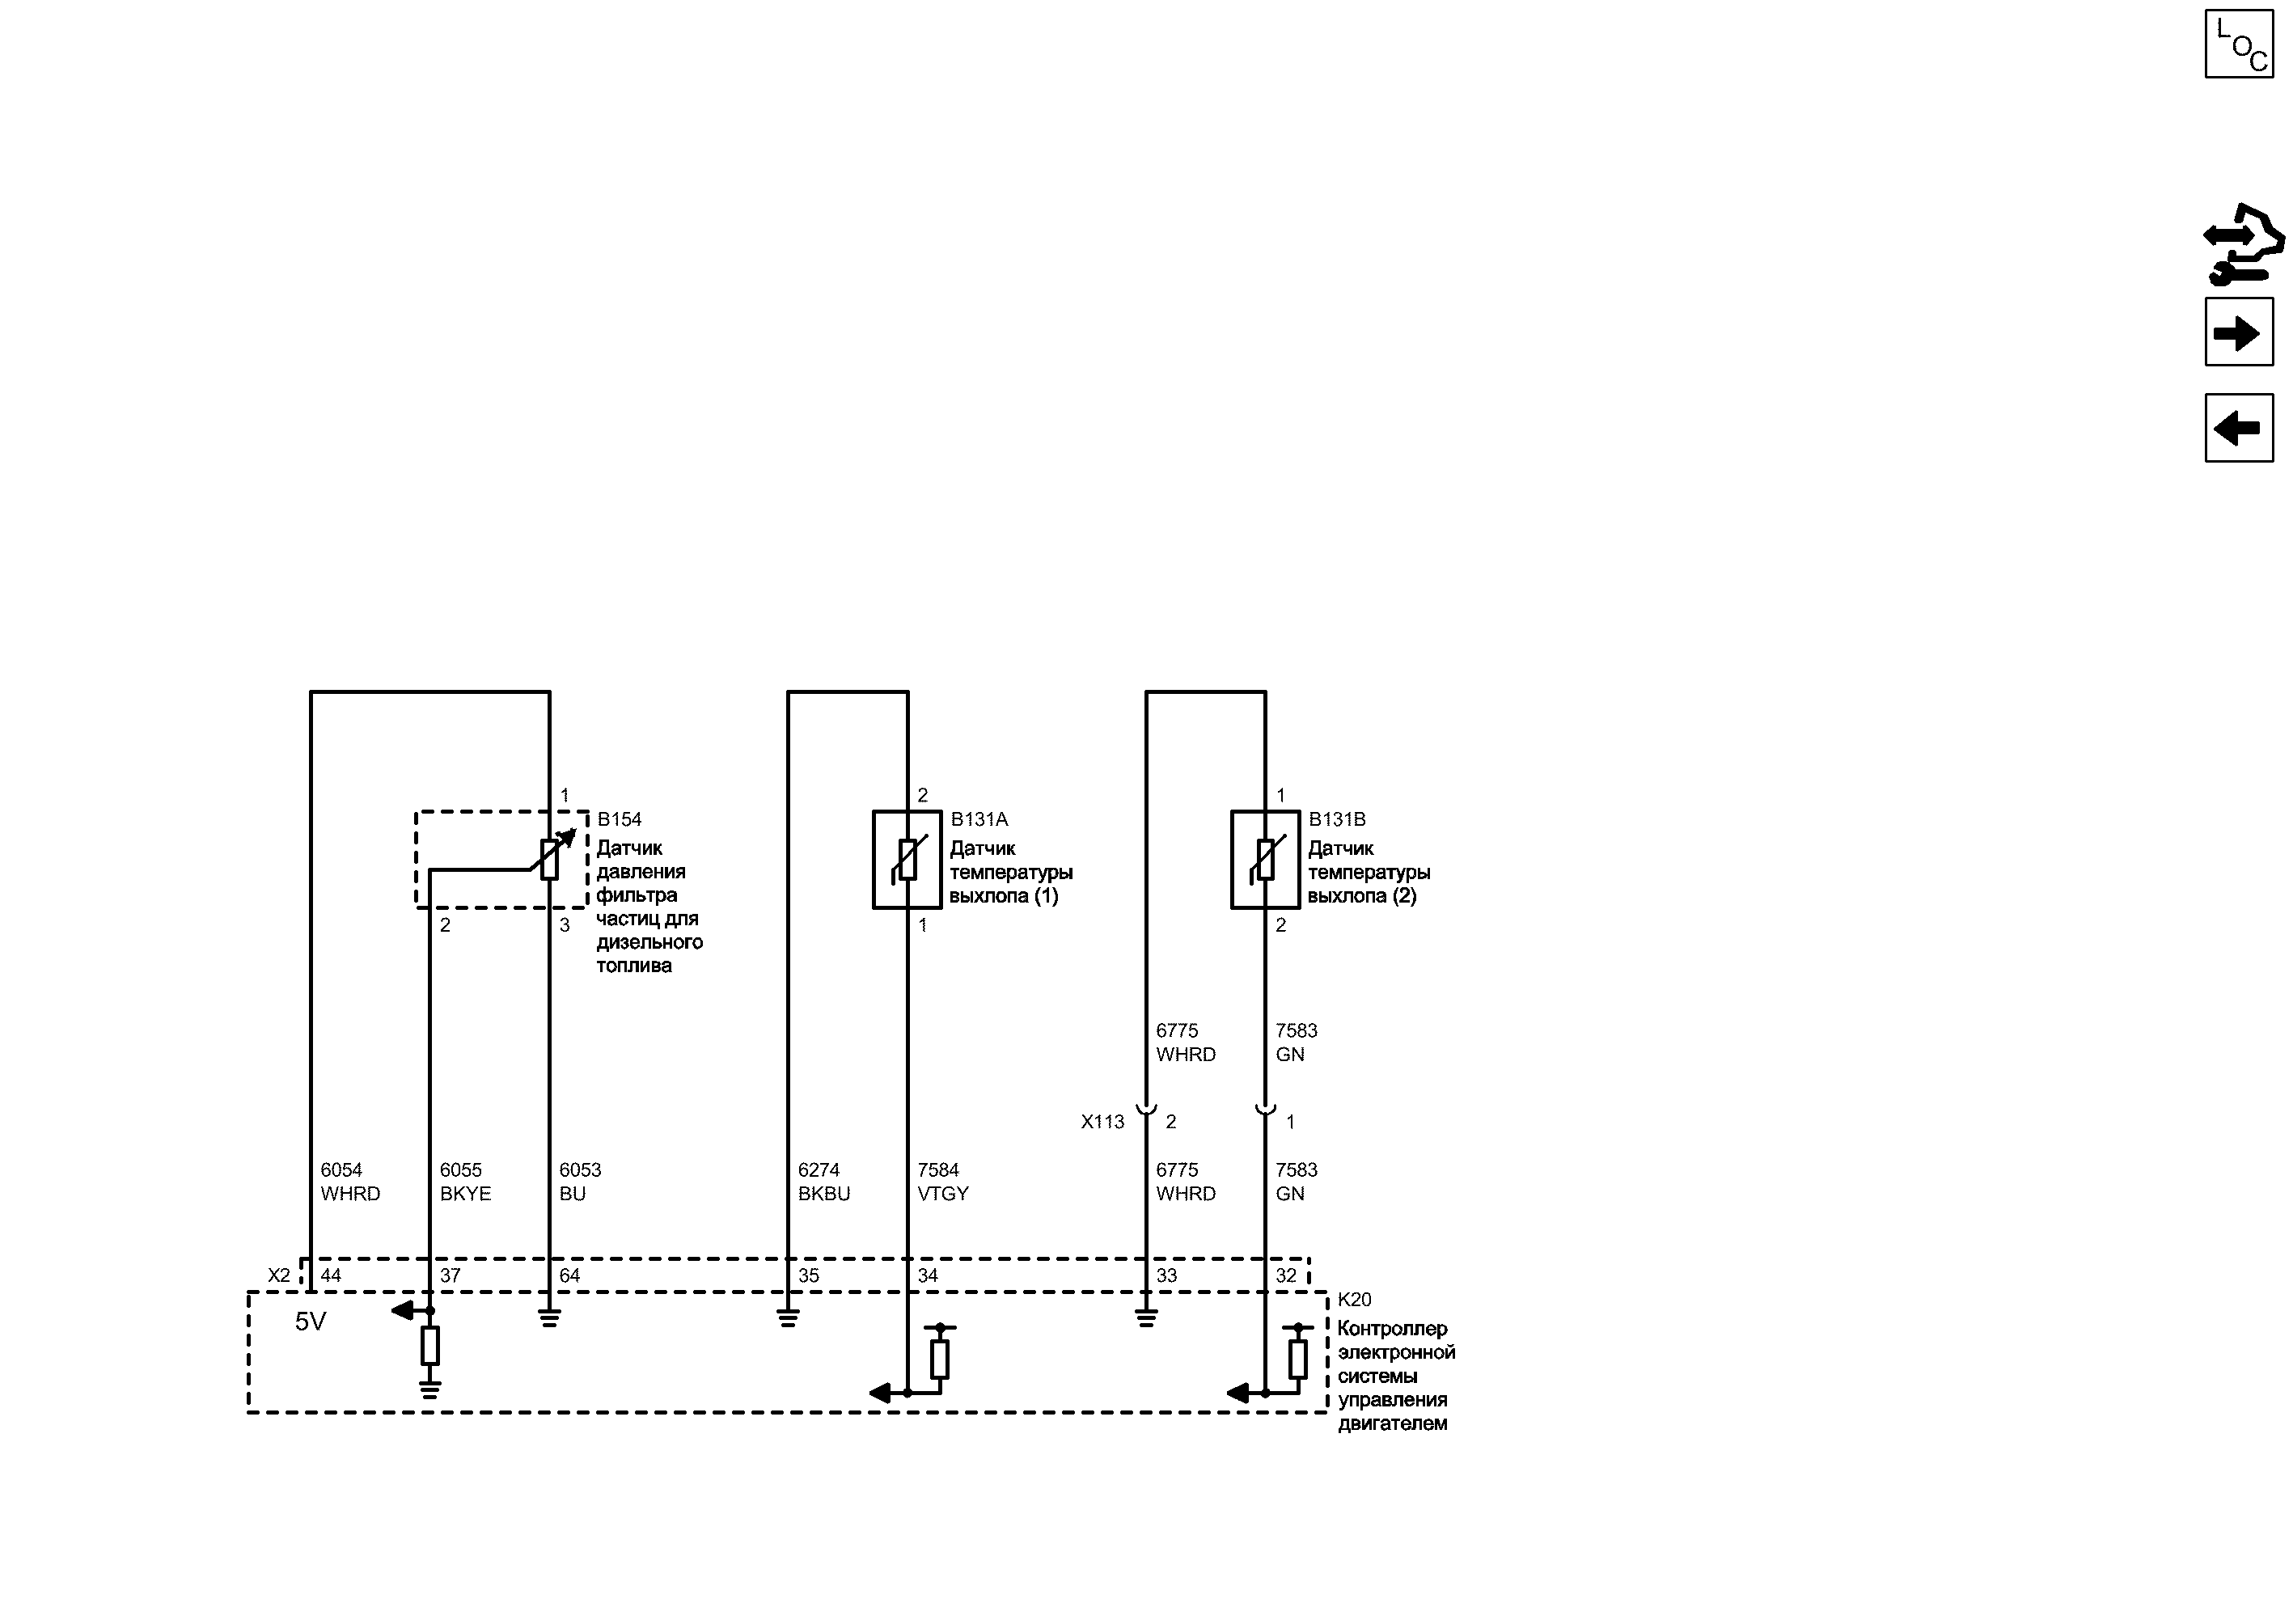 LOC
1
2
1
B154
Датчик
давления
фильтра
частиц для
дизельного
топлива
B131A
Датчик
температуры
выхлопа (1)
B131B
Датчик
температуры
выхлопа (2)
2
3
1
2
6775
WHRD
7583
GN
X113
2
1
6054
WHRD
6055
BKYE
6053
BU
6274
BKBU
7584
VTGY
6775
WHRD
7583
GN
X2
44
37
64
35
34
33
32
5V
K20
Контроллер
электронной
системы
управления
двигателем